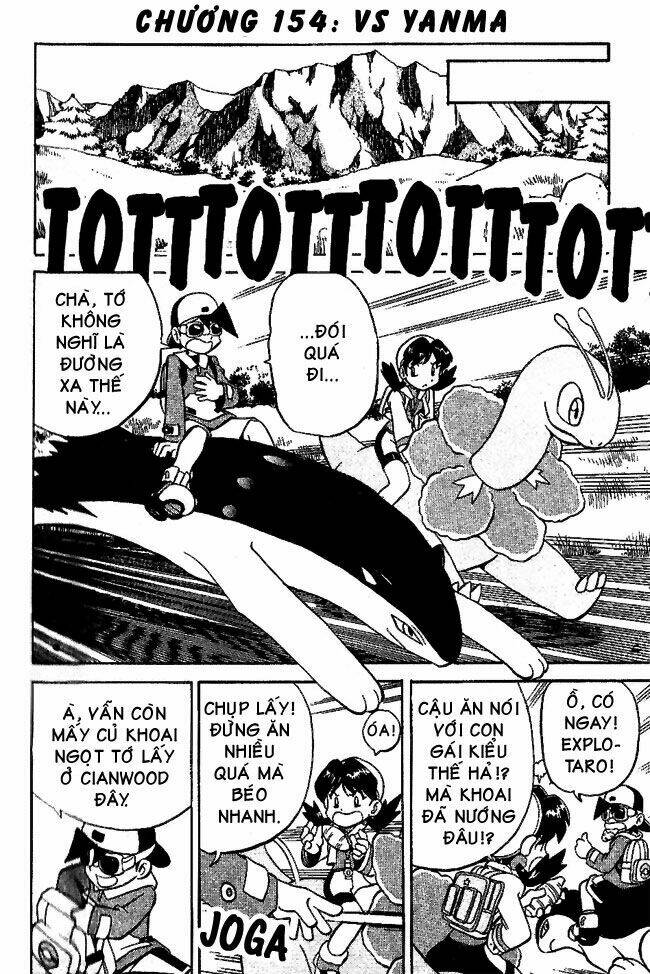 CHƯƠNG 154: VS YANMA
TOTTTOTTTOTTTOT
CHÀ, TỚ
KHÔNG
NGHĨ LÀ
ĐƯỜNG
XA THẾ
NÀY...
...ĐÓI
QUÁ
ĐI...
À, VẪN CÒN
MẤY CỦ KHOAI
NGỌT TỚ LẤY
Ở CIANWOOD
ĐÂY.
CHỤP LẤY!
ĐỪNG ĂN
NHIỀU
QUÁ MÀ
BÉO
NHANH.
ÓA!
JOGA
CẬU ĂN NÓI
VỚI CON
GÁI KIỂU
THẾ HẢ!?
MÀ KHOAI
ĐÃ NƯỚNG
ĐÂU!?
Ồ, CÓ
NGAY!
EXPLO-
TARO!